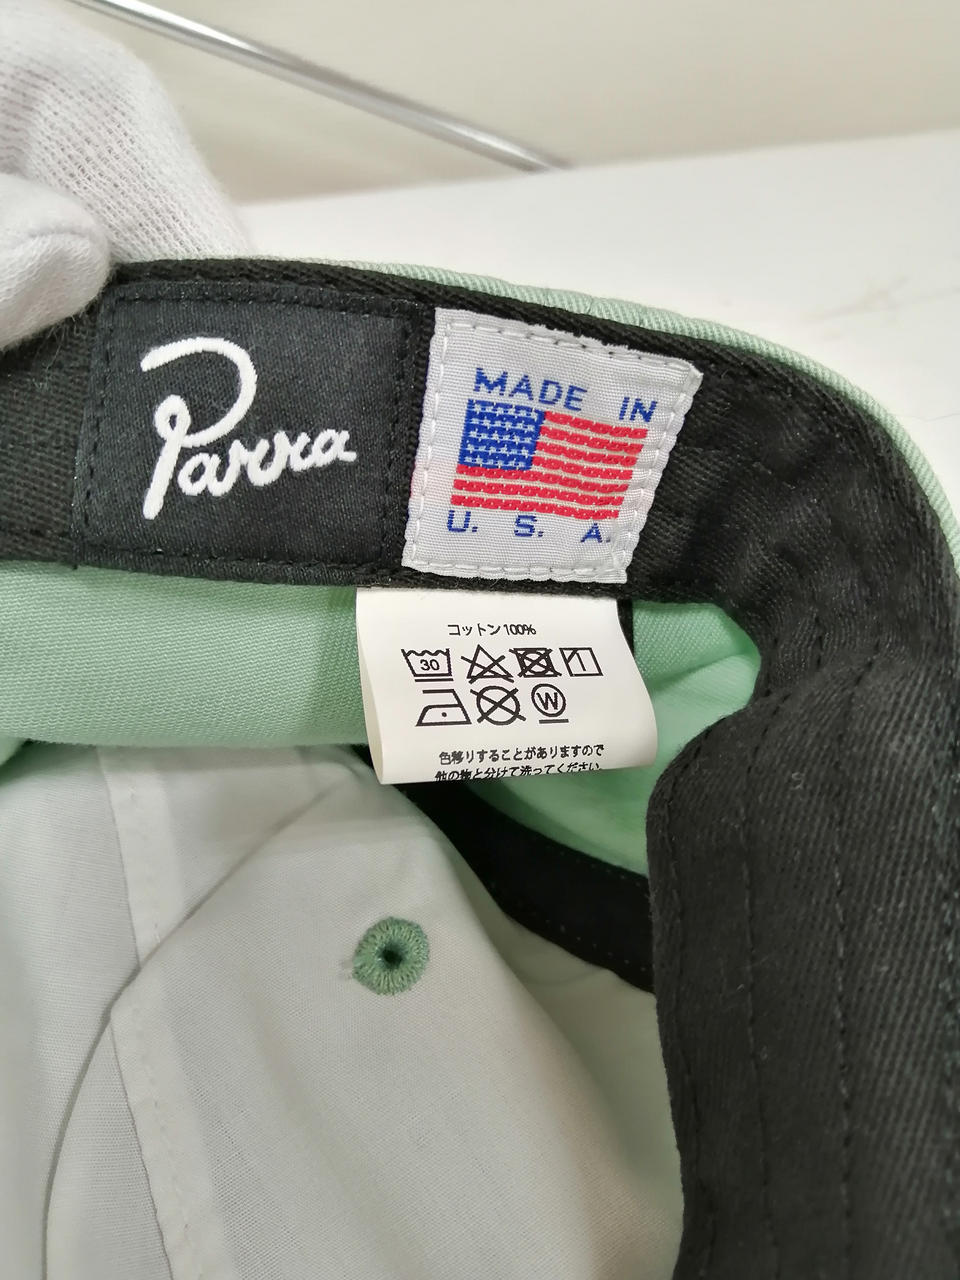 Parra
MADE IN
U. S. A.
コットン100%
30
W
色移りすることがありますので
他の物と分けて洗ってください。